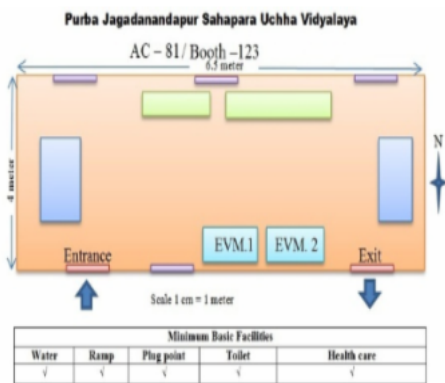 Purba Jagadanandapur Sahapara Uchha Vidyalaya
AC – 81/ Booth –123
6.5 meter
4 meter
N
EVM.1 EVM. 2
Entrance Exit
Scale 1 cm = 1 meter
Minimum Basic Facilities
Water Ramp Plug point Toilet Health care
√ √ √ √ √